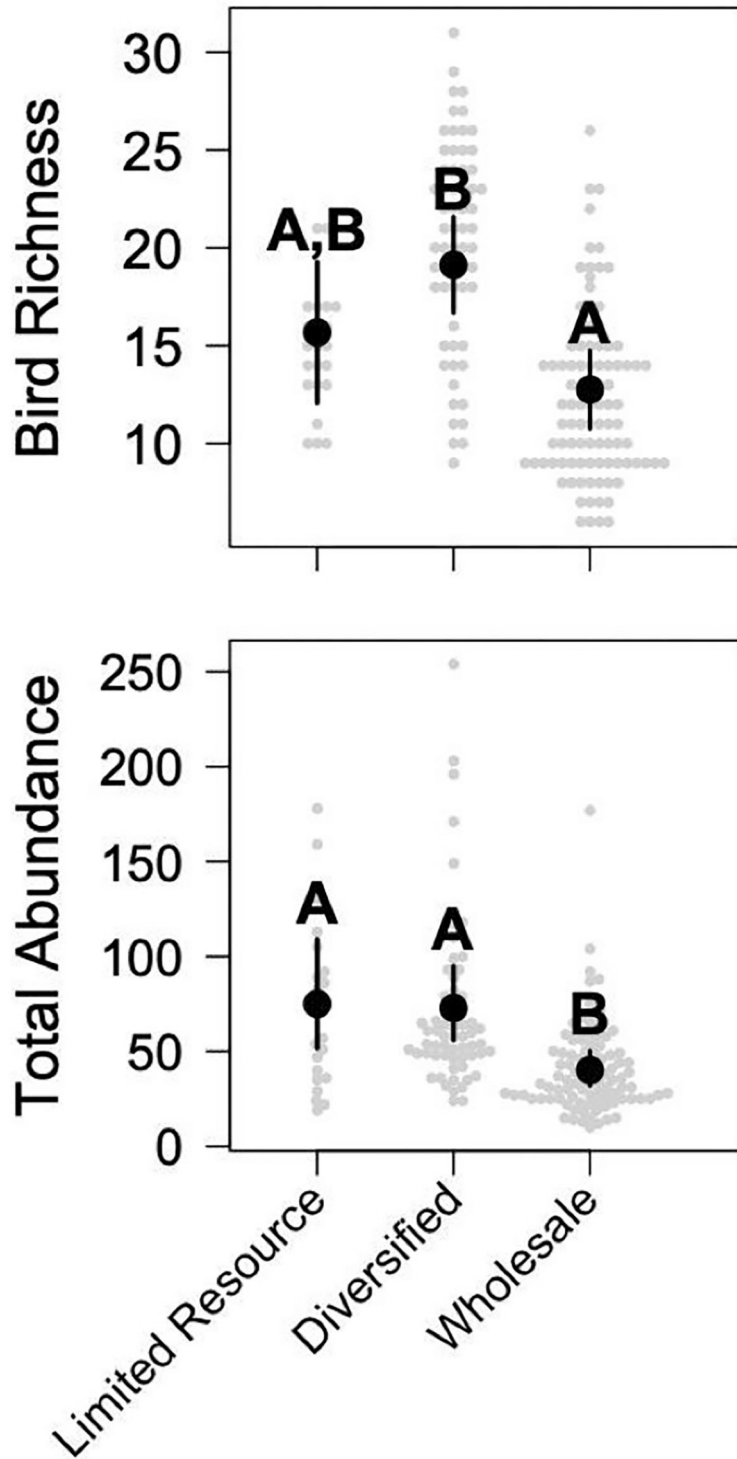 Bird Richness
30
25
20
15
10
A,B
B
A
Total Abundance
250
200
150
100
50
0
A
A
B
Limited Resource
Diversified
Wholesale